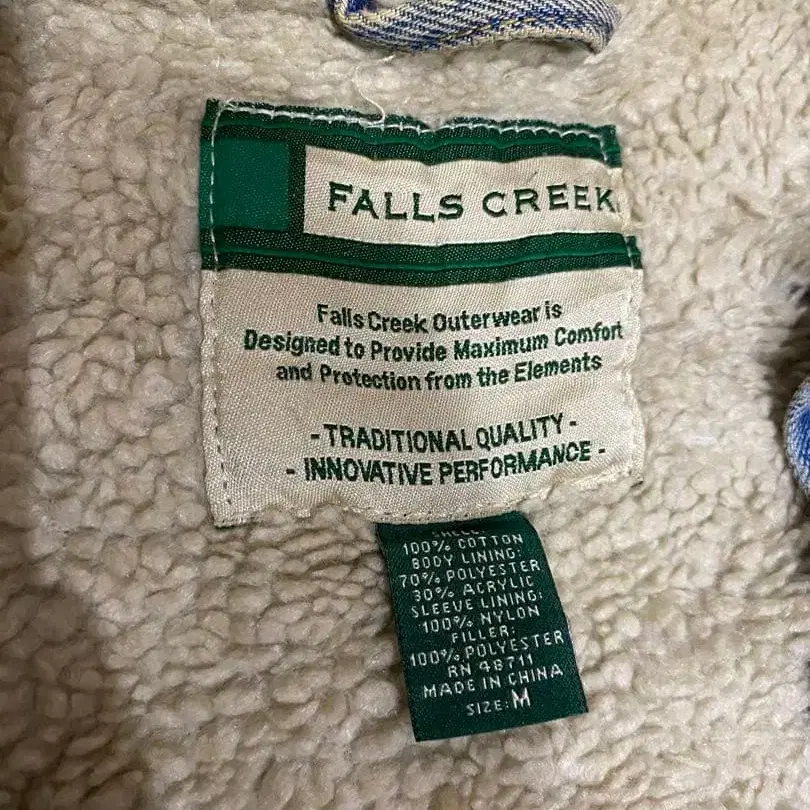 FALLS CREEK
Falls Creek Outerwear is
Designed to Provide Maximum Comfort
and Protection from the Elements
- TRADITIONAL QUALITY -
- INNOVATIVE PERFORMANCE -
100% COTTON
BODY LINING:
70% POLYESTER
30% ACRYLIC
SLEEVE LINING:
100% NYLON
FILLER:
100% POLYESTER
RN 48711
MADE IN CHINA
SIZE: M